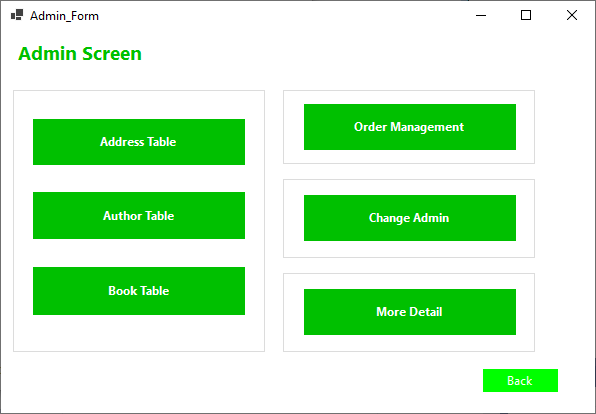 Admin_Form
Admin Screen
Address Table
Author Table
Book Table
Order Management
Change Admin
More Detail
Back